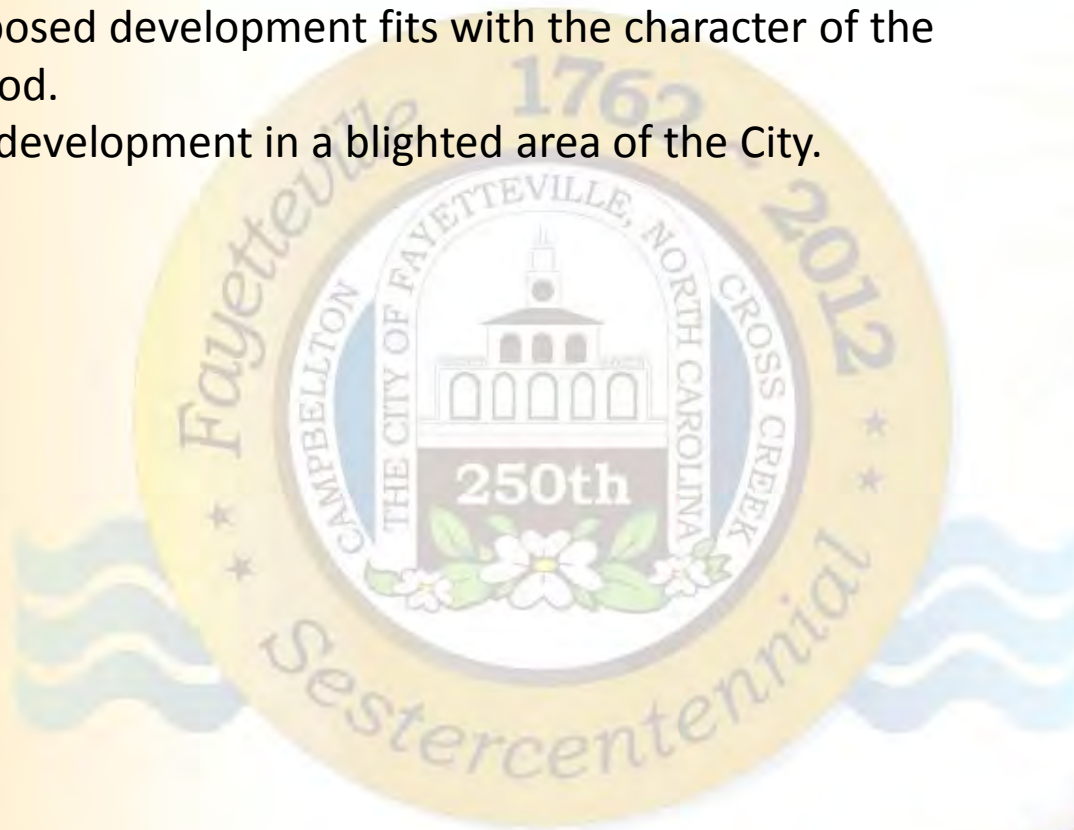 posed development fits with the character of the
od.
development in a blighted area of the City.
Fayetteville 1762 - 2012
CAMPBELLTON
THE CITY OF FAYETTEVILLE, NORTH CAROLINA
CROSS CREEK
250th
Sestercentennial